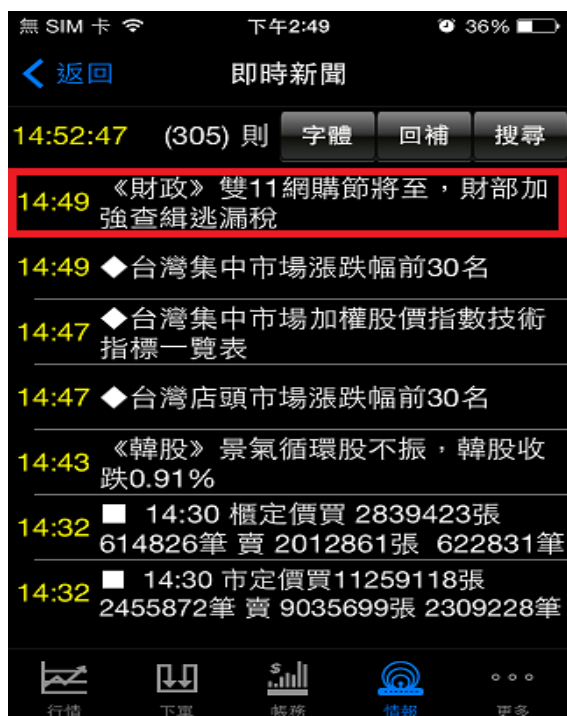 無 SIM 卡 下午2:49 36%
返回 即時新聞
14:52:47 (305) 則 字體 回補 搜尋
14:49 《財政》雙11網購節將至，財部加
強查緝逃漏稅
14:49 ◆台灣集中市場漲跌幅前30名
14:47 ◆台灣集中市場加權股價指數技術
指標一覽表
14:47 ◆台灣店頭市場漲跌幅前30名
14:43 《韓股》景氣循環股不振，韓股收
跌0.91%
14:32 ■ 14:30 櫃定價買 2839423張
614826筆 賣 2012861張 622831筆
14:32 ■ 14:30 市定價買11259118張
2455872筆 賣 9035699張 2309228筆
行情 下單 帳務 情報 更多